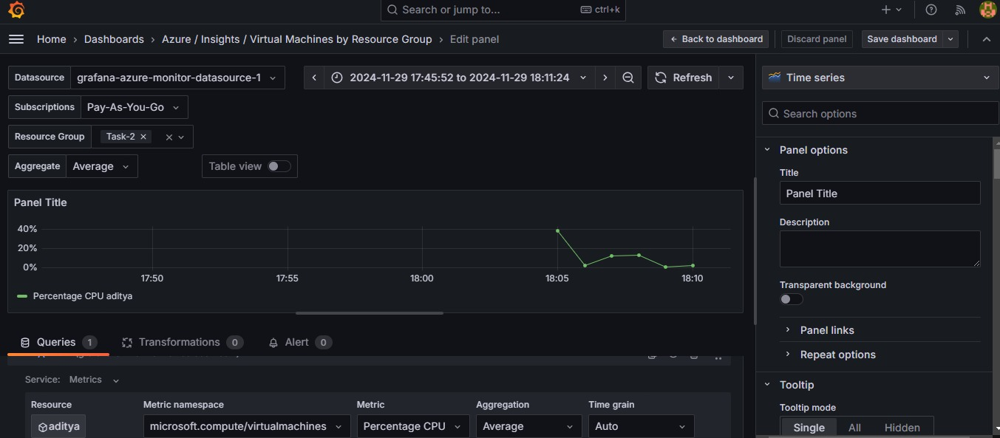 Search or jump to... ctrl+k
Home › Dashboards › Azure / Insights / Virtual Machines by Resource Group › Edit panel
Back to dashboard
Discard panel
Save dashboard
Datasource grafana-azure-monitor-datasource-1
2024-11-29 17:45:52 to 2024-11-29 18:11:24
Refresh
Subscriptions Pay-As-You-Go
Resource Group Task-2
Aggregate Average
Table view
Panel Title
40%
20%
0%
17:50 17:55 18:00 18:05 18:10
Percentage CPU aditya
Queries 1 Transformations 0 Alert 0
Service: Metrics
Resource Metric namespace Metric Aggregation Time grain
aditya microsoft.compute/virtualmachines Percentage CPU Average Auto
Time series
Search options
Panel options
Title
Panel Title
Description
Transparent background
Panel links
Repeat options
Tooltip
Tooltip mode
Single All Hidden